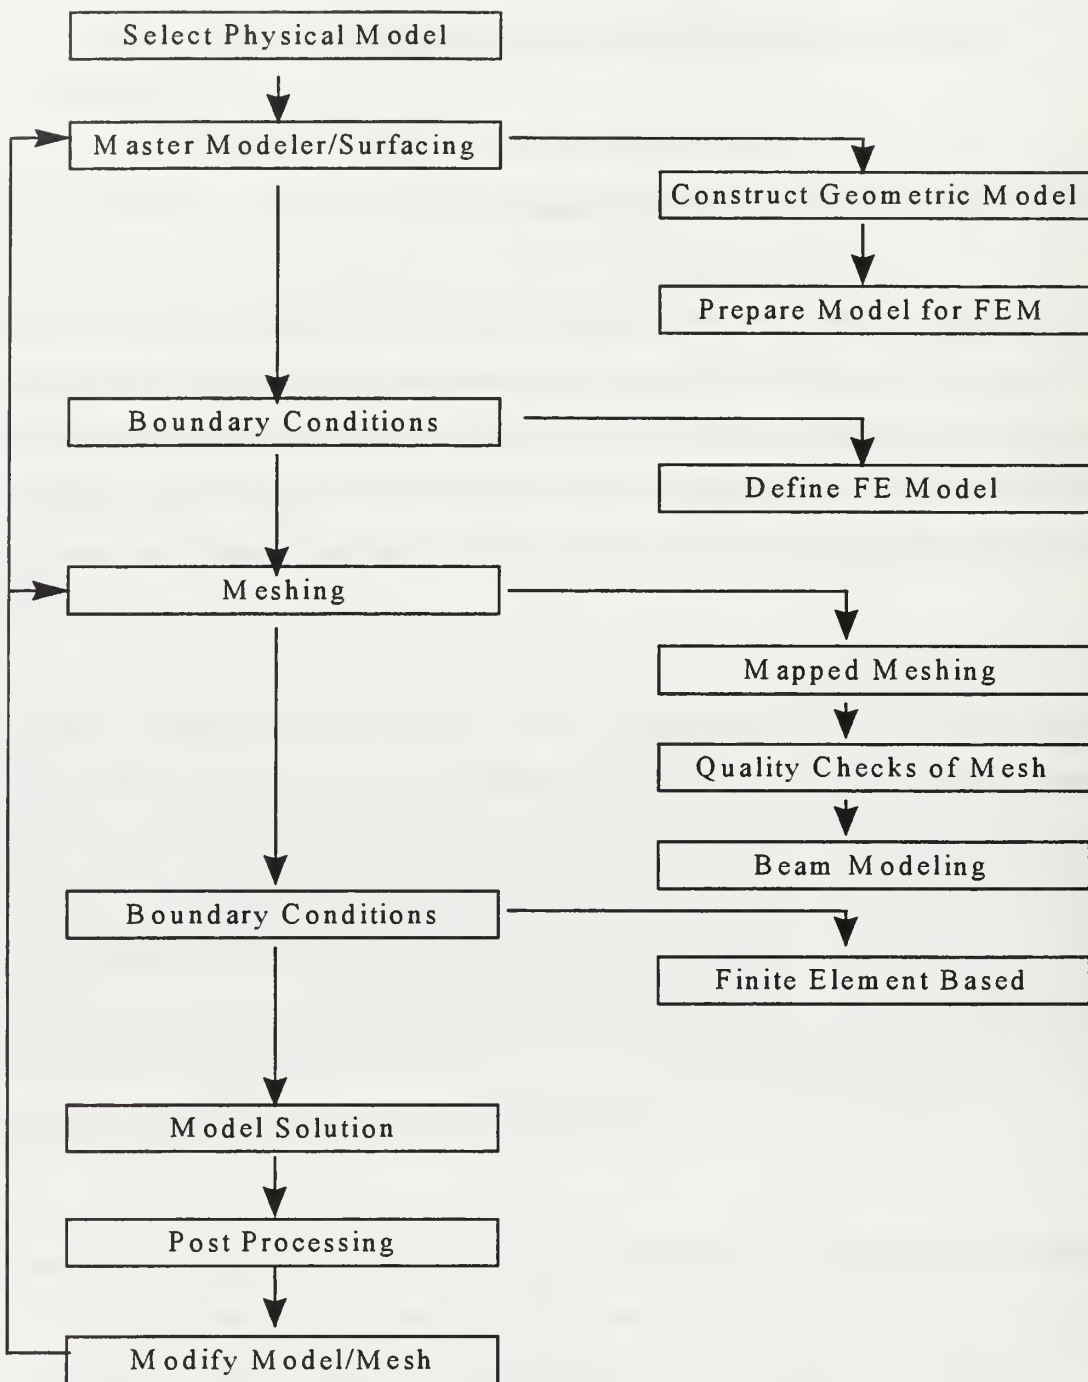 Select Physical Model
Master Modeler/Surfacing
Construct Geometric Model
Prepare Model for FEM
Boundary Conditions
Define FE Model
Meshing
Mapped Meshing
Quality Checks of Mesh
Beam Modeling
Boundary Conditions
Finite Element Based
Model Solution
Post Processing
Modify Model/Mesh